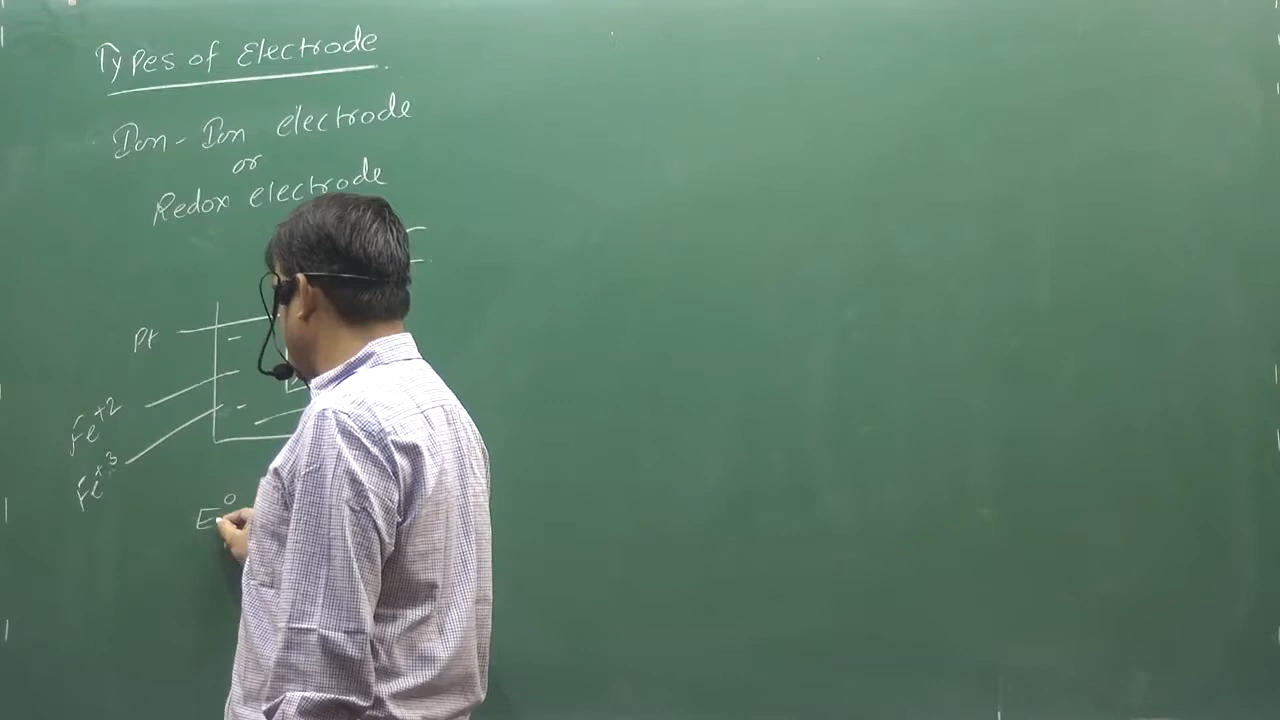 Types of Electrode
Ion - Ion electrode
or
Redox electrode
Pt
Fe+2
Fe+3
E°